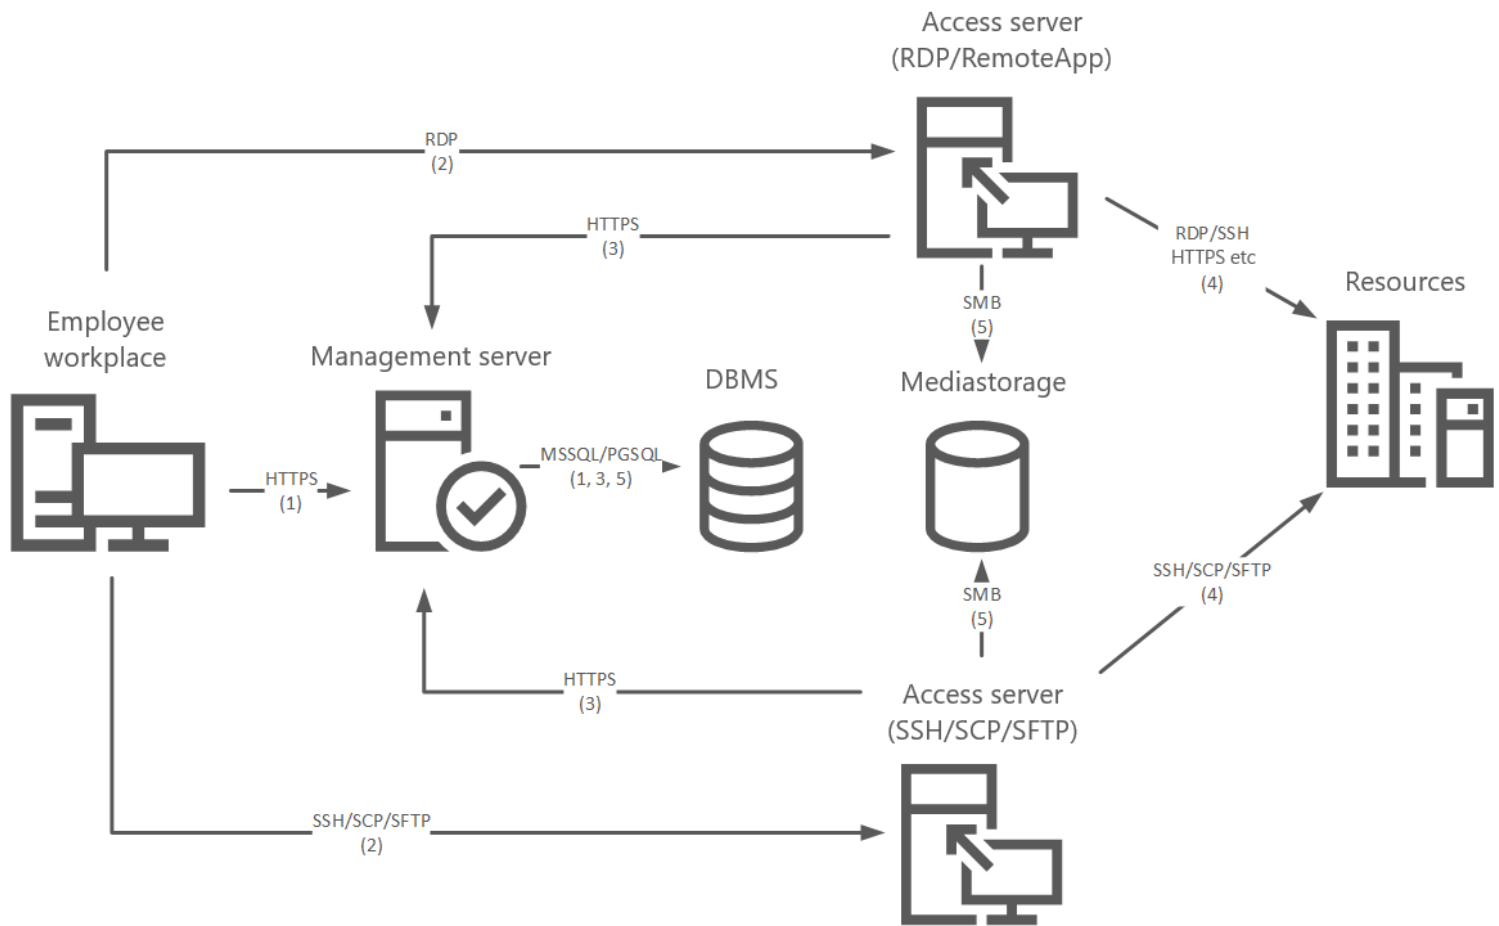 Access server
(RDP/RemoteApp)
RDP
(2)
HTTPS
(3)
RDP/SSH
HTTPS etc
(4)
Resources
SMB
(5)
Employee
workplace
Management server
DBMS
Mediastorage
MSSQL/PGSQL
(1, 3, 5)
HTTPS
(1)
SSH/SCP/SFTP
(4)
SMB
(5)
HTTPS
(3)
Access server
(SSH/SCP/SFTP)
SSH/SCP/SFTP
(2)